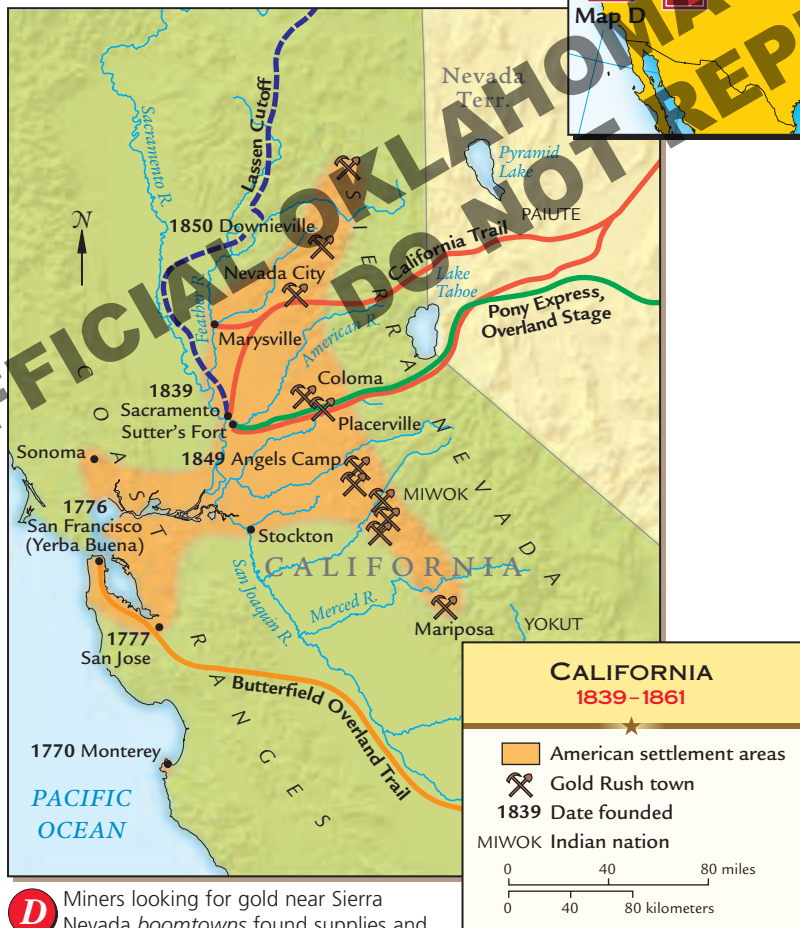 Map D
Nevada
Terr.
Lassen Cutoff
Sacramento R.
Pyramid
Lake
PAIUTE
1850 Downieville
SIERRA
California Trail
N
Nevada City
Lake
Tahoe
Feather R.
Pony Express,
Overland Stage
Marysville
American R.
Coloma
1839
Sacramento
Sutter's Fort
Placerville
COAST
NEVADA
Sonoma
1849 Angels Camp
MIWOK
1776
San Francisco
(Yerba Buena)
Stockton
CALIFORNIA
San Joaquin R.
Merced R.
Mariposa
YOKUT
1777
San Jose
RANGES
Butterfield Overland Trail
1770 Monterey
PACIFIC
OCEAN
CALIFORNIA
1839–1861
American settlement areas
Gold Rush town
1839 Date founded
MIWOK Indian nation
0 40 80 miles
0 40 80 kilometers
D Miners looking for gold near Sierra
Nevada boomtowns found supplies and
OKLAHOMA
DO NOT